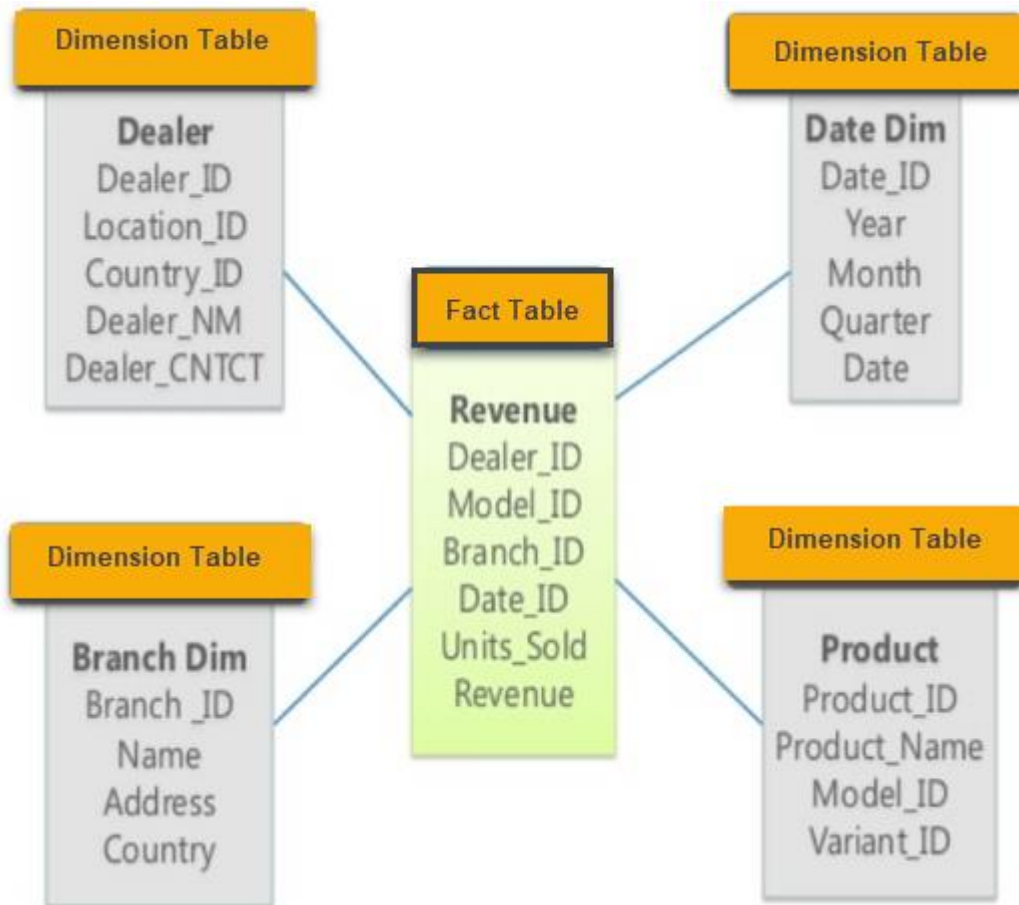 Dimension Table
Dealer
Dealer_ID
Location_ID
Country_ID
Dealer_NM
Dealer_CNTCT
Dimension Table
Date Dim
Date_ID
Year
Month
Quarter
Date
Fact Table
Revenue
Dealer_ID
Model_ID
Branch_ID
Date_ID
Units_Sold
Revenue
Dimension Table
Branch Dim
Branch _ID
Name
Address
Country
Dimension Table
Product
Product_ID
Product_Name
Model_ID
Variant_ID